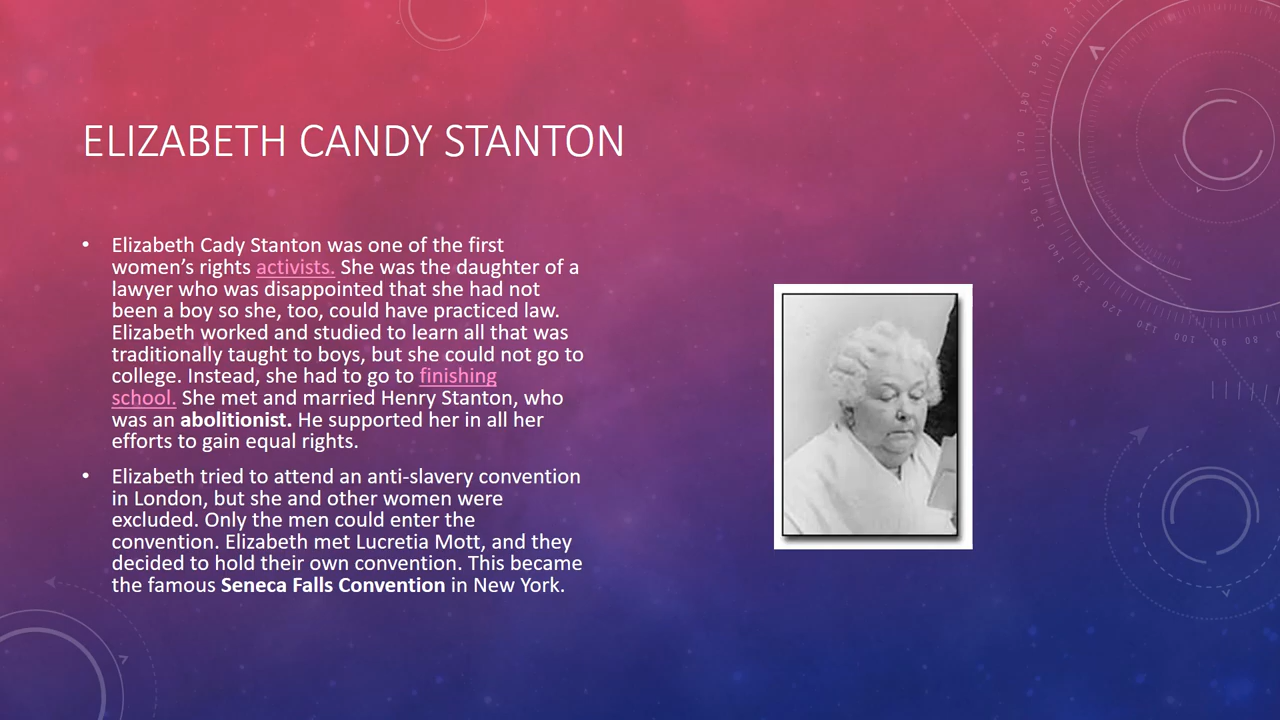 ELIZABETH CANDY STANTON
• Elizabeth Cady Stanton was one of the first
women’s rights activists. She was the daughter of a
lawyer who was disappointed that she had not
been a boy so she, too, could have practiced law.
Elizabeth worked and studied to learn all that was
traditionally taught to boys, but she could not go to
college. Instead, she had to go to finishing
school. She met and married Henry Stanton, who
was an abolitionist. He supported her in all her
efforts to gain equal rights.
• Elizabeth tried to attend an anti-slavery convention
in London, but she and other women were
excluded. Only the men could enter the
convention. Elizabeth met Lucretia Mott, and they
decided to hold their own convention. This became
the famous Seneca Falls Convention in New York.